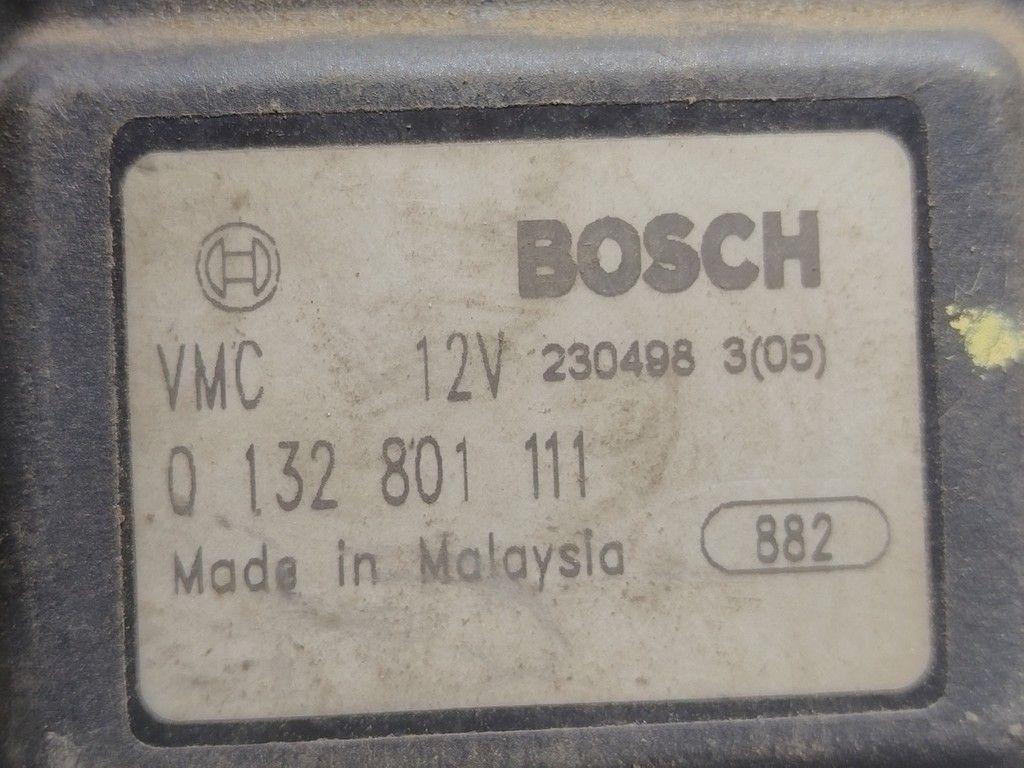 BOSCH
VMC 12V 230498 3(05)
0 132 801 111
Made in Malaysia 882